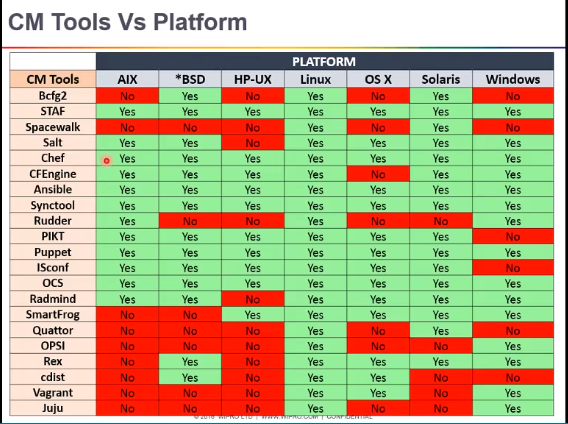 CM Tools Vs Platform
PLATFORM
CM Tools AIX *BSD HP-UX Linux OS X Solaris Windows
Bcfg2 No Yes No Yes No Yes No
STAF Yes Yes Yes Yes Yes Yes Yes
Spacewalk No No No Yes No Yes No
Salt Yes Yes No Yes Yes Yes Yes
Chef Yes Yes Yes Yes Yes Yes Yes
CFEngine Yes Yes Yes Yes No Yes Yes
Ansible Yes Yes Yes Yes Yes Yes Yes
Synctool Yes Yes Yes Yes Yes Yes Yes
Rudder Yes No No Yes No No Yes
PIKT Yes Yes Yes Yes Yes Yes No
Puppet Yes Yes Yes Yes Yes Yes Yes
ISconf Yes Yes Yes Yes Yes Yes No
OCS Yes Yes Yes Yes Yes Yes Yes
Radmind Yes Yes No Yes Yes Yes Yes
SmartFrog No No Yes Yes Yes Yes Yes
Quattor No No No Yes No Yes No
OPSI No No No Yes No No Yes
Rex No Yes No Yes Yes Yes Yes
cdist No Yes No Yes Yes No No
Vagrant No No No Yes Yes No Yes
Juju No No No Yes No No Yes
WIPRO LTD | WWW.WIPRO.COM | CONFIDENTIAL